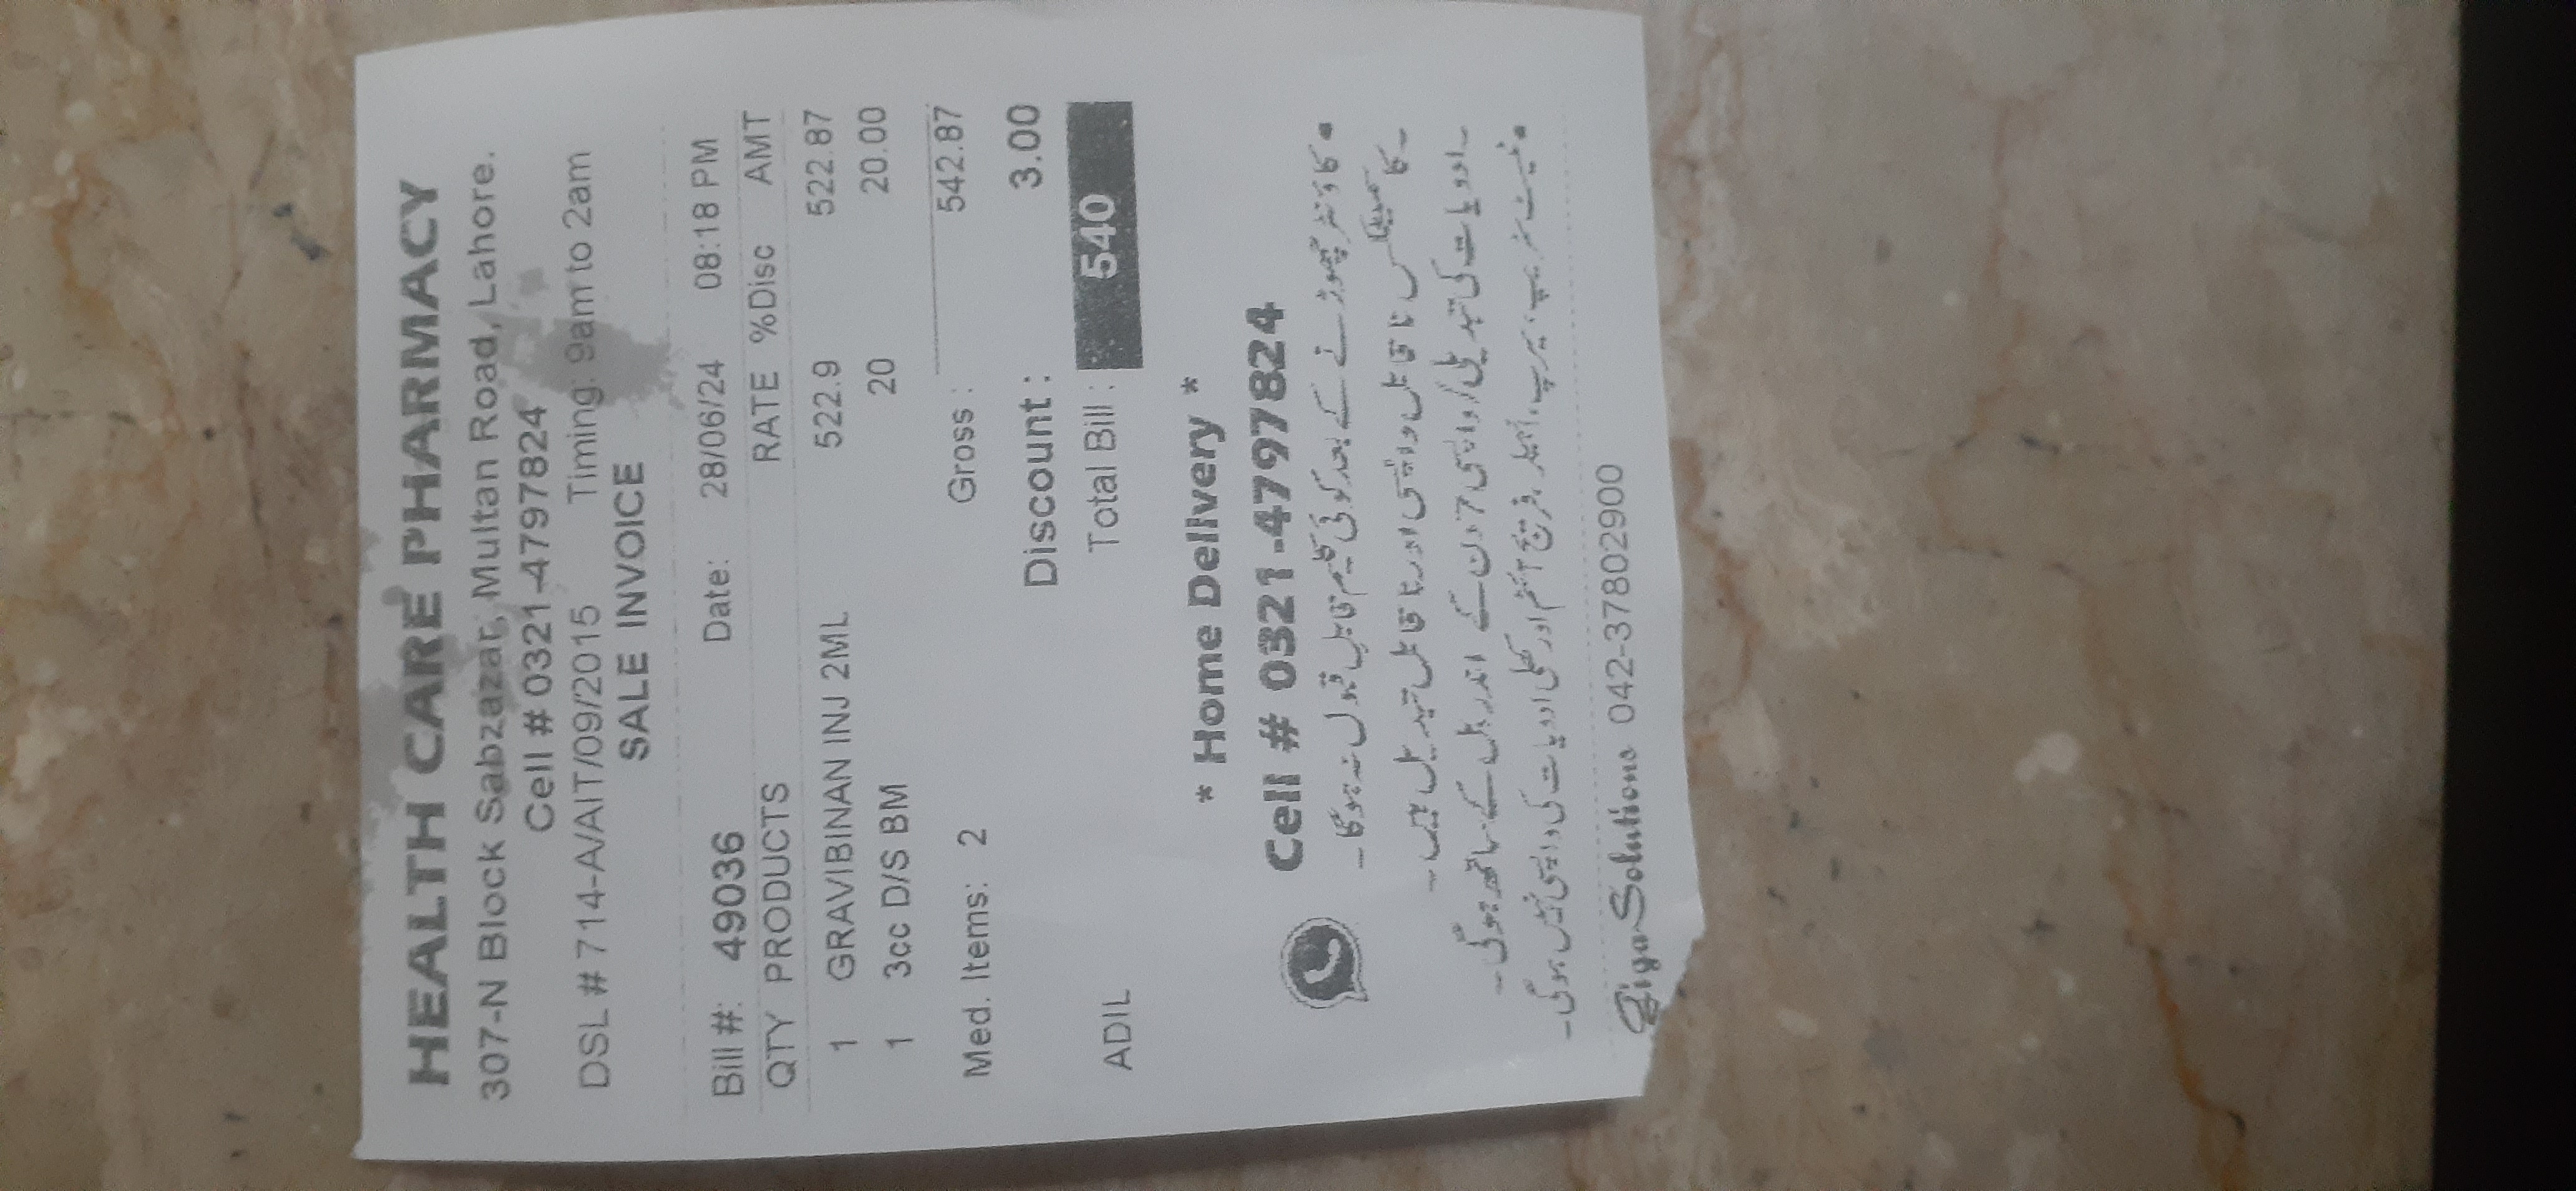 HEALTH CARE PHARMACY
307-N Block Sabzazar, Multan Road, Lahore.
Cell # 0321-4797824
DSL # 714-A/AIT/09/2015 Timing: 9am to 2am
SALE INVOICE
Bill #: 49036 Date: 28/06/24 08:18 PM
QTY PRODUCTS RATE %Disc AMT
1 GRAVIBINAN INJ 2ML 522.9 522.87
1 3cc D/S BM 20 20.00
Med. Items: 2 Gross : 542.87
Discount : 3.00
ADIL Total Bill : 540
* Home Delivery *
Cell # 0321-4797824
• کاؤنٹر چھوڑنے کے بعد کوئی کلیم قابل قبول نہ ہوگا۔
۔کاسمیٹکس ناقابل واپسی اور ناقابل تبدیل ہیں۔
۔ادویات کی تبدیلی/واپسی 7 دن کے اندر بل کے ساتھ ہوگی۔
• ٹیسٹ سٹریپ، سیرپ، انہیلر، فریج آئٹم اور کھلی ادویات کی واپسی نہیں ہوگی۔
Giga Solutions 042-37802900